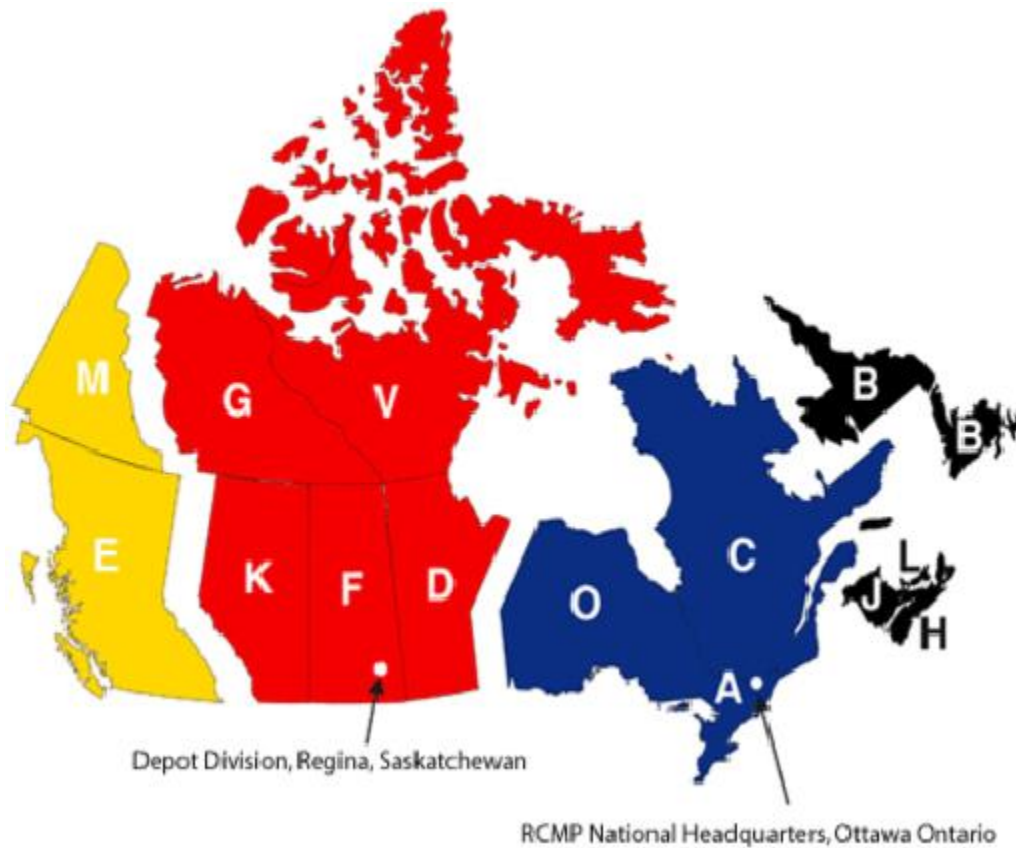 M
G
V
B
B
E
K
F
D
O
C
L
J
H
A
Depot Division, Regina, Saskatchewan
RCMP National Headquarters, Ottawa Ontario